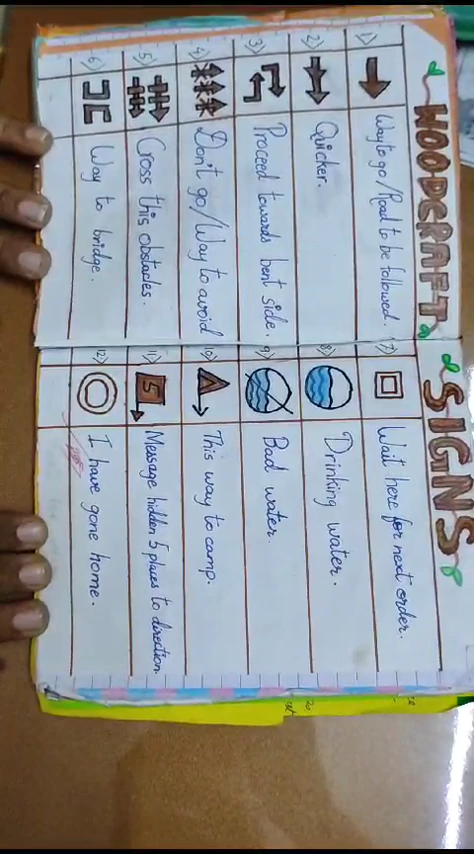 WOODCRAFT SIGNS
1) Way to go / Road to be followed.
2) Quicker.
3) Proceed towards bent side.
4) Don't go / Way to avoid
5) Cross this obstacles.
6) Way to bridge.
7) Wait here for next order.
8) Drinking water.
9) Bad water.
10) This way to camp.
11) 5 Message hidden 5 places to direction
12) I have gone home.